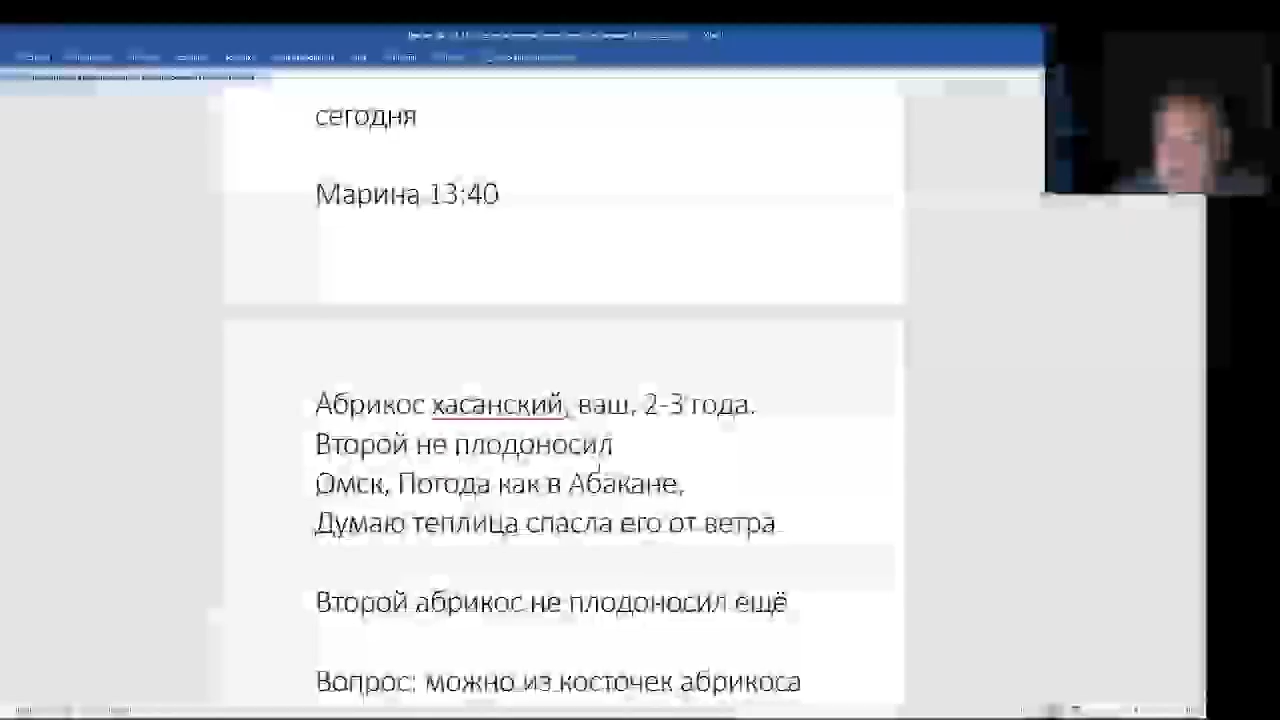 сегодня
Марина 13:40
Абрикос хасанский, ваш, 2-3 года.
Второй не плодоносил
Омск, Погода как в Абакане,
Думаю теплица спасла его от ветра
Второй абрикос не плодоносил ещё
Вопрос: можно из косточек абрикоса